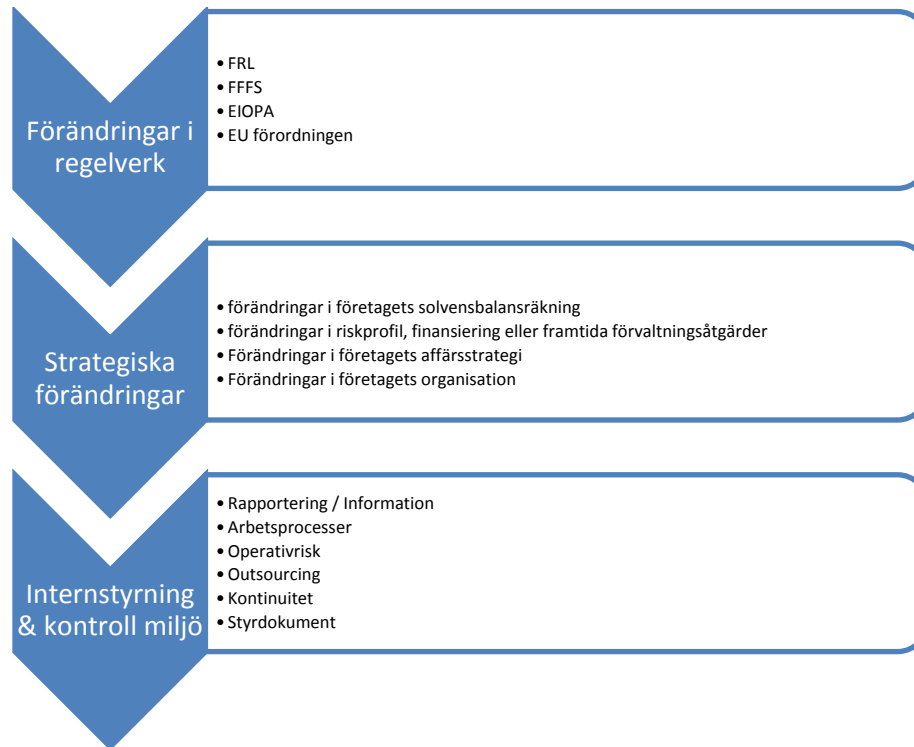 Förändringar i
regelverk
• FRL
• FFFS
• EIOPA
• EU förordningen
Strategiska
förändringar
• förändringar i företagets solvensbalansräkning
• förändringar i riskprofil, finansiering eller framtida förvaltningsåtgärder
• Förändringar i företagets affärsstrategi
• Förändringar i företagets organisation
Internstyrning
& kontroll miljö
• Rapportering / Information
• Arbetsprocesser
• Operativrisk
• Outsourcing
• Kontinuitet
• Styrdokument